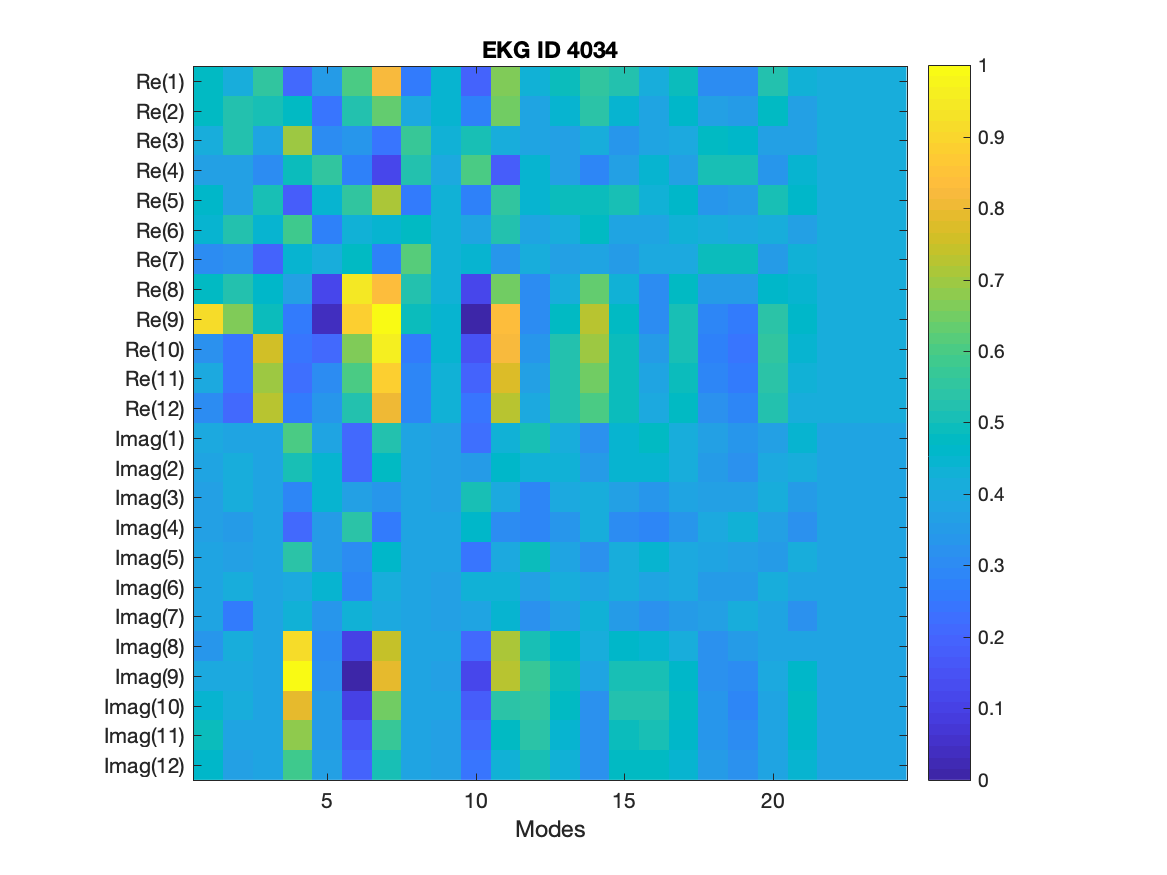 EKG ID 4034
Re(1)
Re(2)
Re(3)
Re(4)
Re(5)
Re(6)
Re(7)
Re(8)
Re(9)
Re(10)
Re(11)
Re(12)
Imag(1)
Imag(2)
Imag(3)
Imag(4)
Imag(5)
Imag(6)
Imag(7)
Imag(8)
Imag(9)
Imag(10)
Imag(11)
Imag(12)
5 10 15 20
Modes
1
0.9
0.8
0.7
0.6
0.5
0.4
0.3
0.2
0.1
0